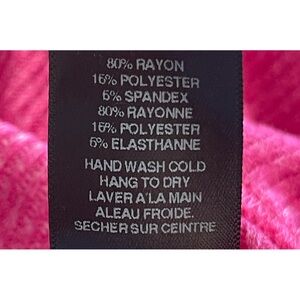 80% RAYON
15% POLYESTER
5% SPANDEX
80% RAYONNE
15% POLYESTER
5% ELASTHANNE
HAND WASH COLD
HANG TO DRY
LAVER A'LA MAIN
ALEAU FROIDE.
SECHER SUR CEINTRE